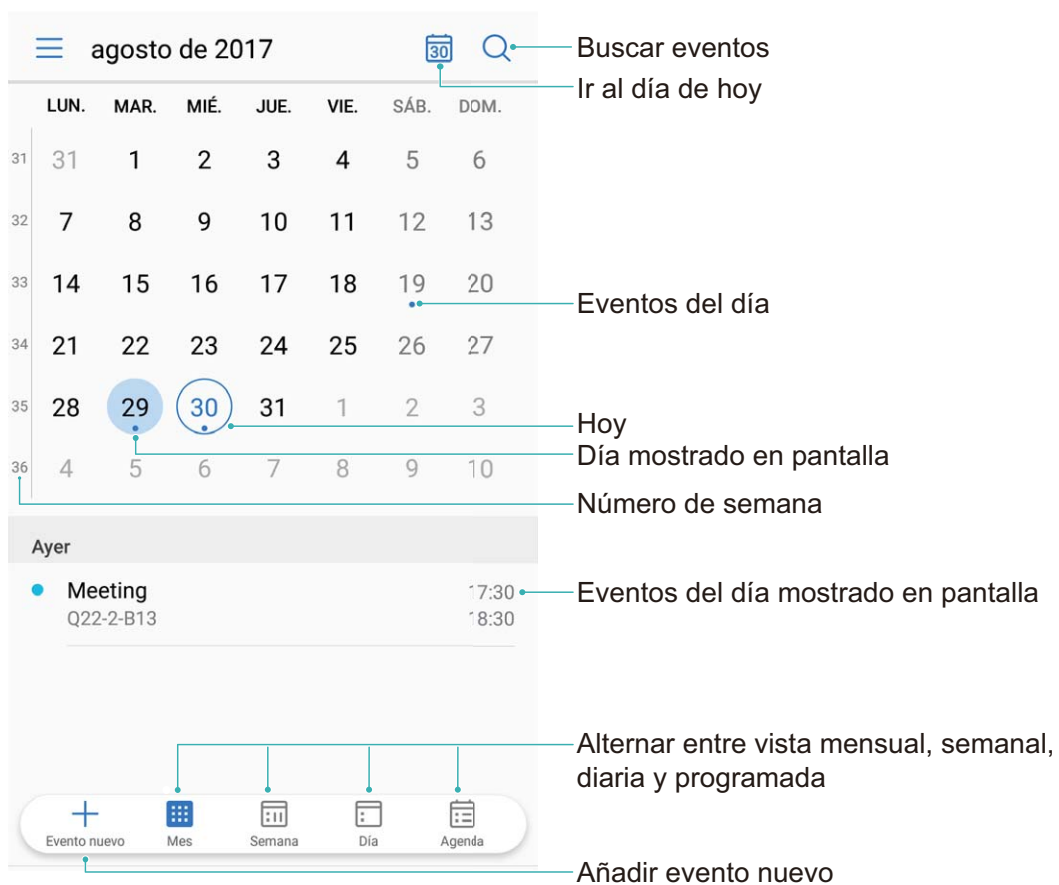 agosto de 2017
30
Buscar eventos
Ir al día de hoy
LUN. MAR. MIÉ. JUE. VIE. SÁB. DOM.
31 31 1 2 3 4 5 6
32 7 8 9 10 11 12 13
33 14 15 16 17 18 19 20
Eventos del día
34 21 22 23 24 25 26 27
35 28 29 30 31 1 2 3
Hoy
Día mostrado en pantalla
36 4 5 6 7 8 9 10
Número de semana
Ayer
Meeting 17:30
Eventos del día mostrado en pantalla
Q22-2-B13 18:30
Alternar entre vista mensual, semanal,
diaria y programada
Evento nuevo Mes Semana Día Agenda
Añadir evento nuevo